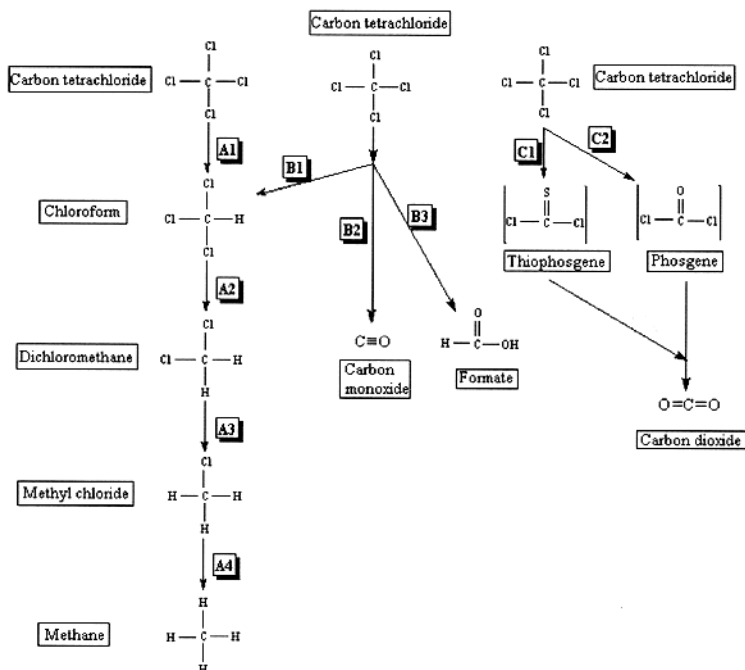 Carbon tetrachloride
Cl
Cl C Cl
Cl
A1
Chloroform
Cl
Cl C H
Cl
A2
Dichloromethane
Cl
Cl C H
H
A3
Methyl chloride
Cl
H C H
H
A4
Methane
H
H C H
H
Carbon tetrachloride
Cl
Cl C Cl
Cl
B1
B2
B3
C≡O
Carbon
monoxide
O
H C OH
Formate
Carbon tetrachloride
Cl
Cl C Cl
Cl
C1
C2
S
Cl C Cl
Thiophosgene
O
Cl C Cl
Phosgene
O=C=O
Carbon dioxide